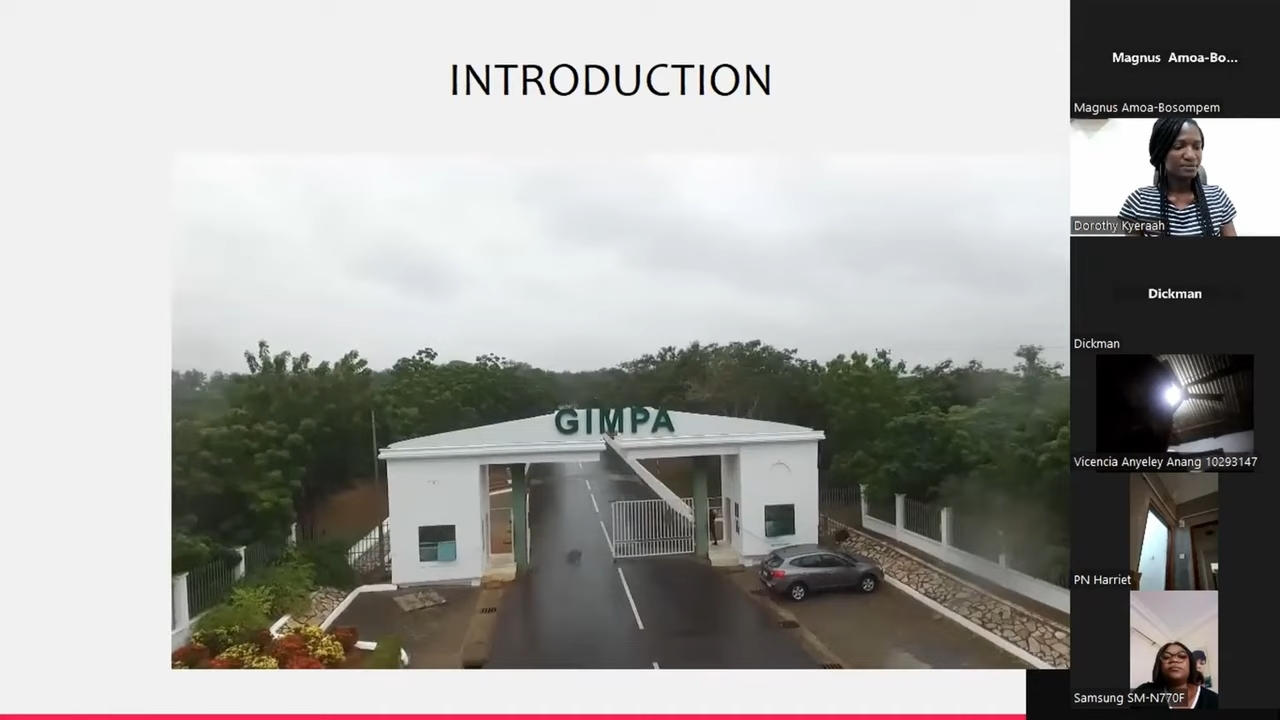 INTRODUCTION
GIMPA
Magnus Amoa-Bo...
Magnus Amoa-Bosompem
Dorothy Kyeraah
Dickman
Dickman
Vicencia Anyeley Anang 10293147
PN Harriet
Samsung SM-N770F